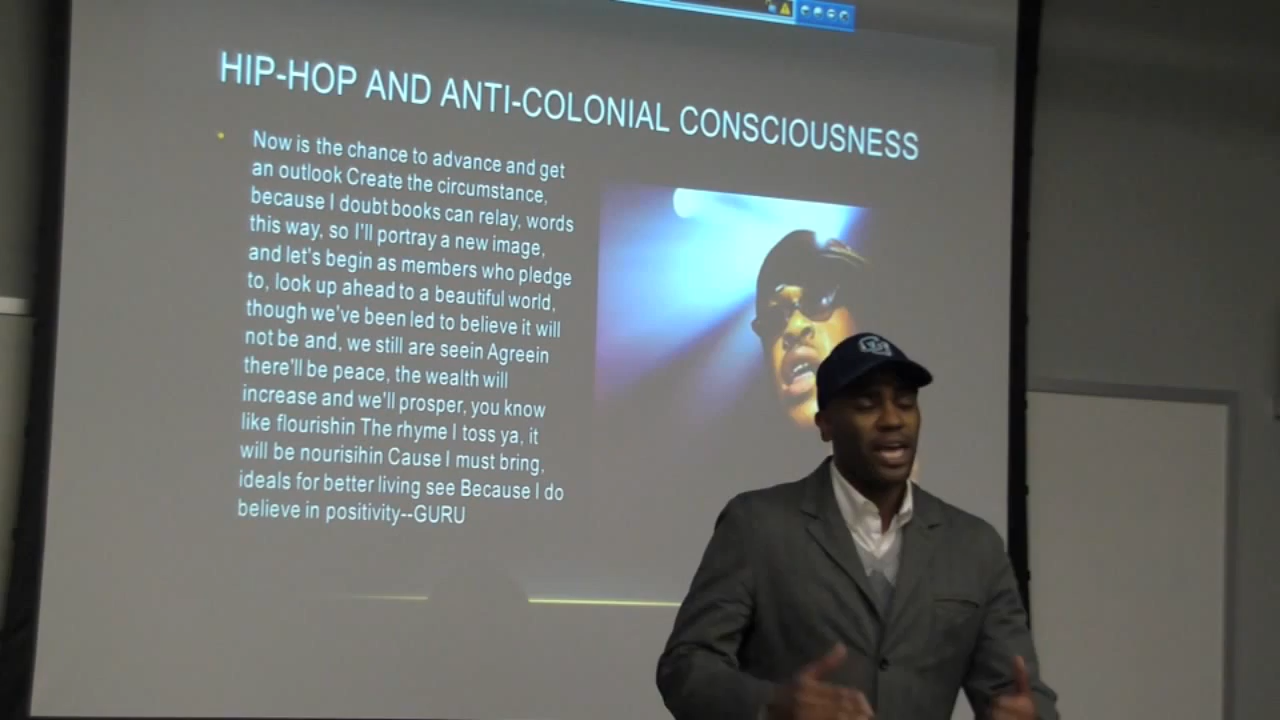 HIP-HOP AND ANTI-COLONIAL CONSCIOUSNESS
• Now is the chance to advance and get
an outlook Create the circumstance,
because I doubt books can relay, words
this way, so I'll portray a new image,
and let's begin as members who pledge
to, look up ahead to a beautiful world,
though we've been led to believe it will
not be and, we still are seein Agreein
there'll be peace, the wealth will
increase and we'll prosper, you know
like flourishin The rhyme I toss ya, it
will be nourisihin Cause I must bring,
ideals for better living see Because I do
believe in positivity--GURU